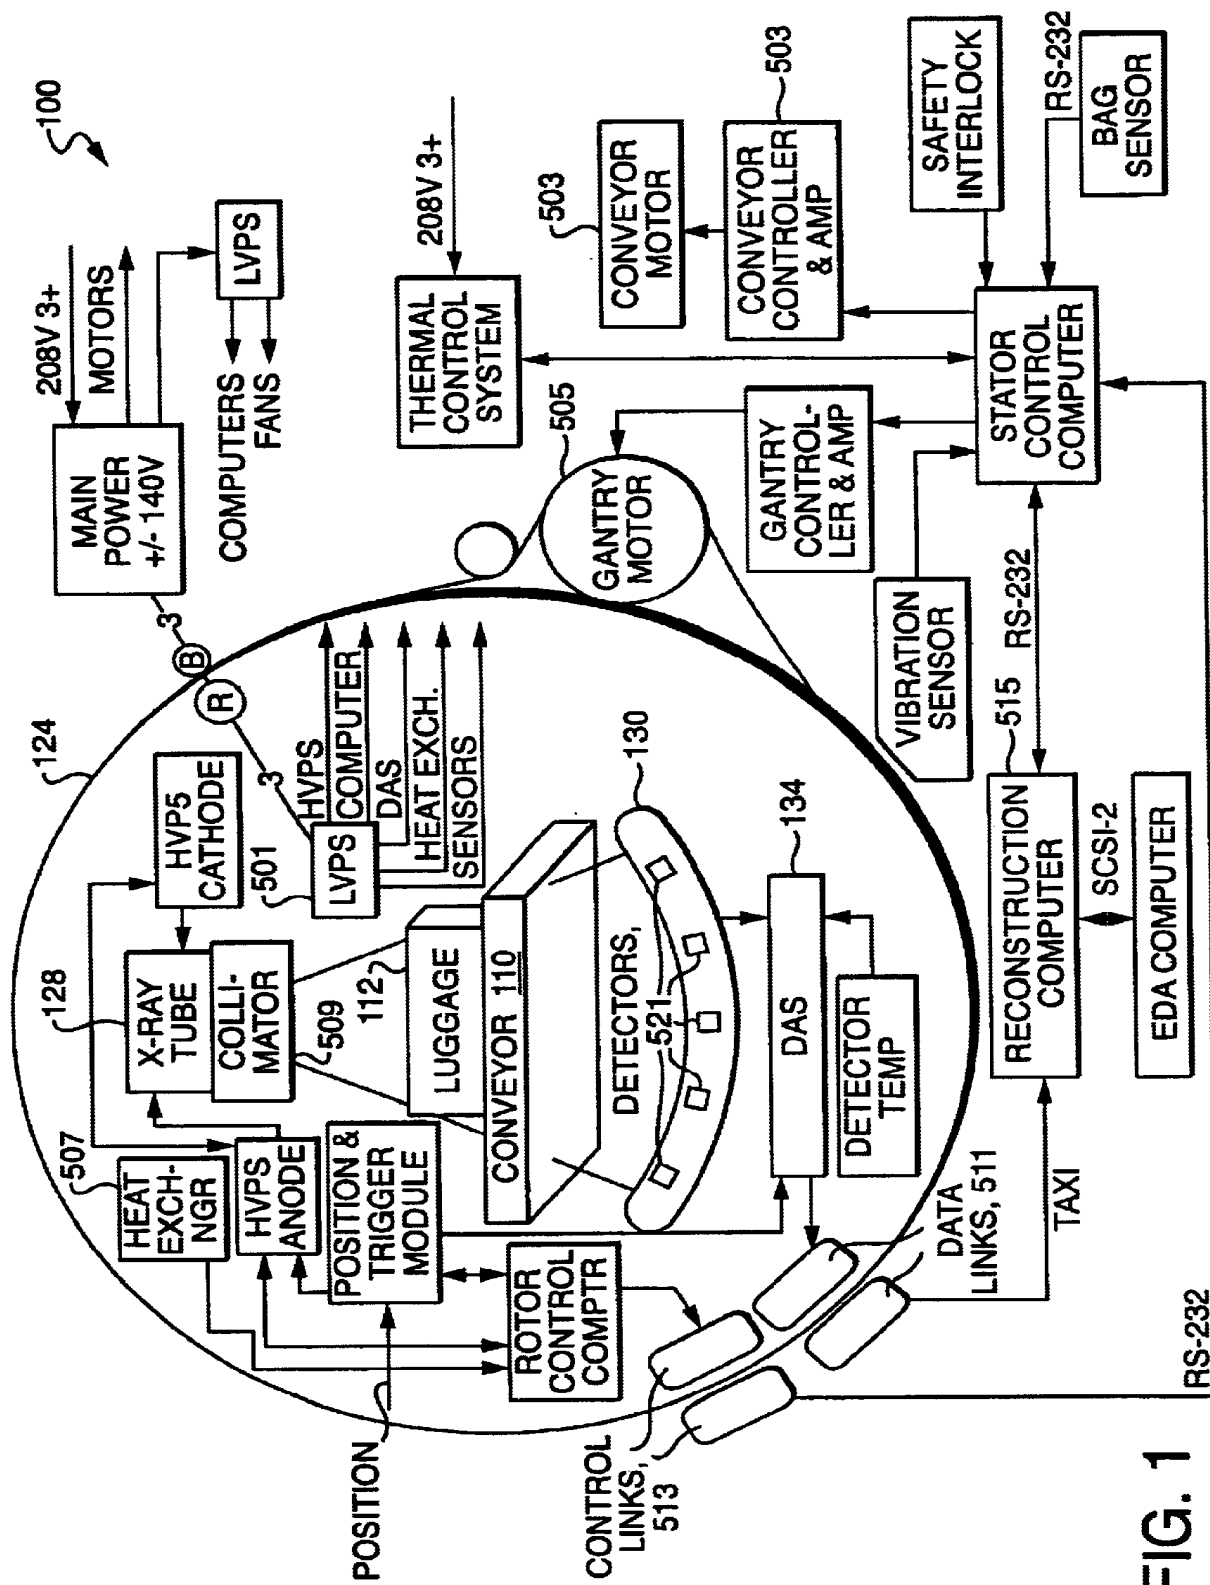 100
208V 3+
MOTORS
MAIN
POWER
+/- 140V
LVPS
COMPUTERS
FANS
3
B
R
3
124
208V 3+
THERMAL
CONTROL
SYSTEM
503
CONVEYOR
MOTOR
503
CONVEYOR
CONTROLLER
& AMP
SAFETY
INTERLOCK
RS-232
BAG
SENSOR
505
GANTRY
MOTOR
GANTRY
CONTROL-
LER & AMP
STATOR
CONTROL
COMPUTER
VIBRATION
SENSOR
RS-232
515
RECONSTRUCTION
COMPUTER
SCSI-2
EDA COMPUTER
HVP5
CATHODE
128
X-RAY
TUBE
COLLI-
MATOR
509
501
LVPS
HVPS
COMPUTER
DAS
HEAT EXCH.
SENSORS
112
LUGGAGE
CONVEYOR 110
DETECTORS,
521
130
134
DAS
DETECTOR
TEMP
507
HEAT
EXCH-
NGR
HVPS
ANODE
POSITION &
TRIGGER
MODULE
ROTOR
CONTROL
COMPTR
POSITION
CONTROL
LINKS,
513
DATA
LINKS, 511
TAXI
RS-232
FIG. 1